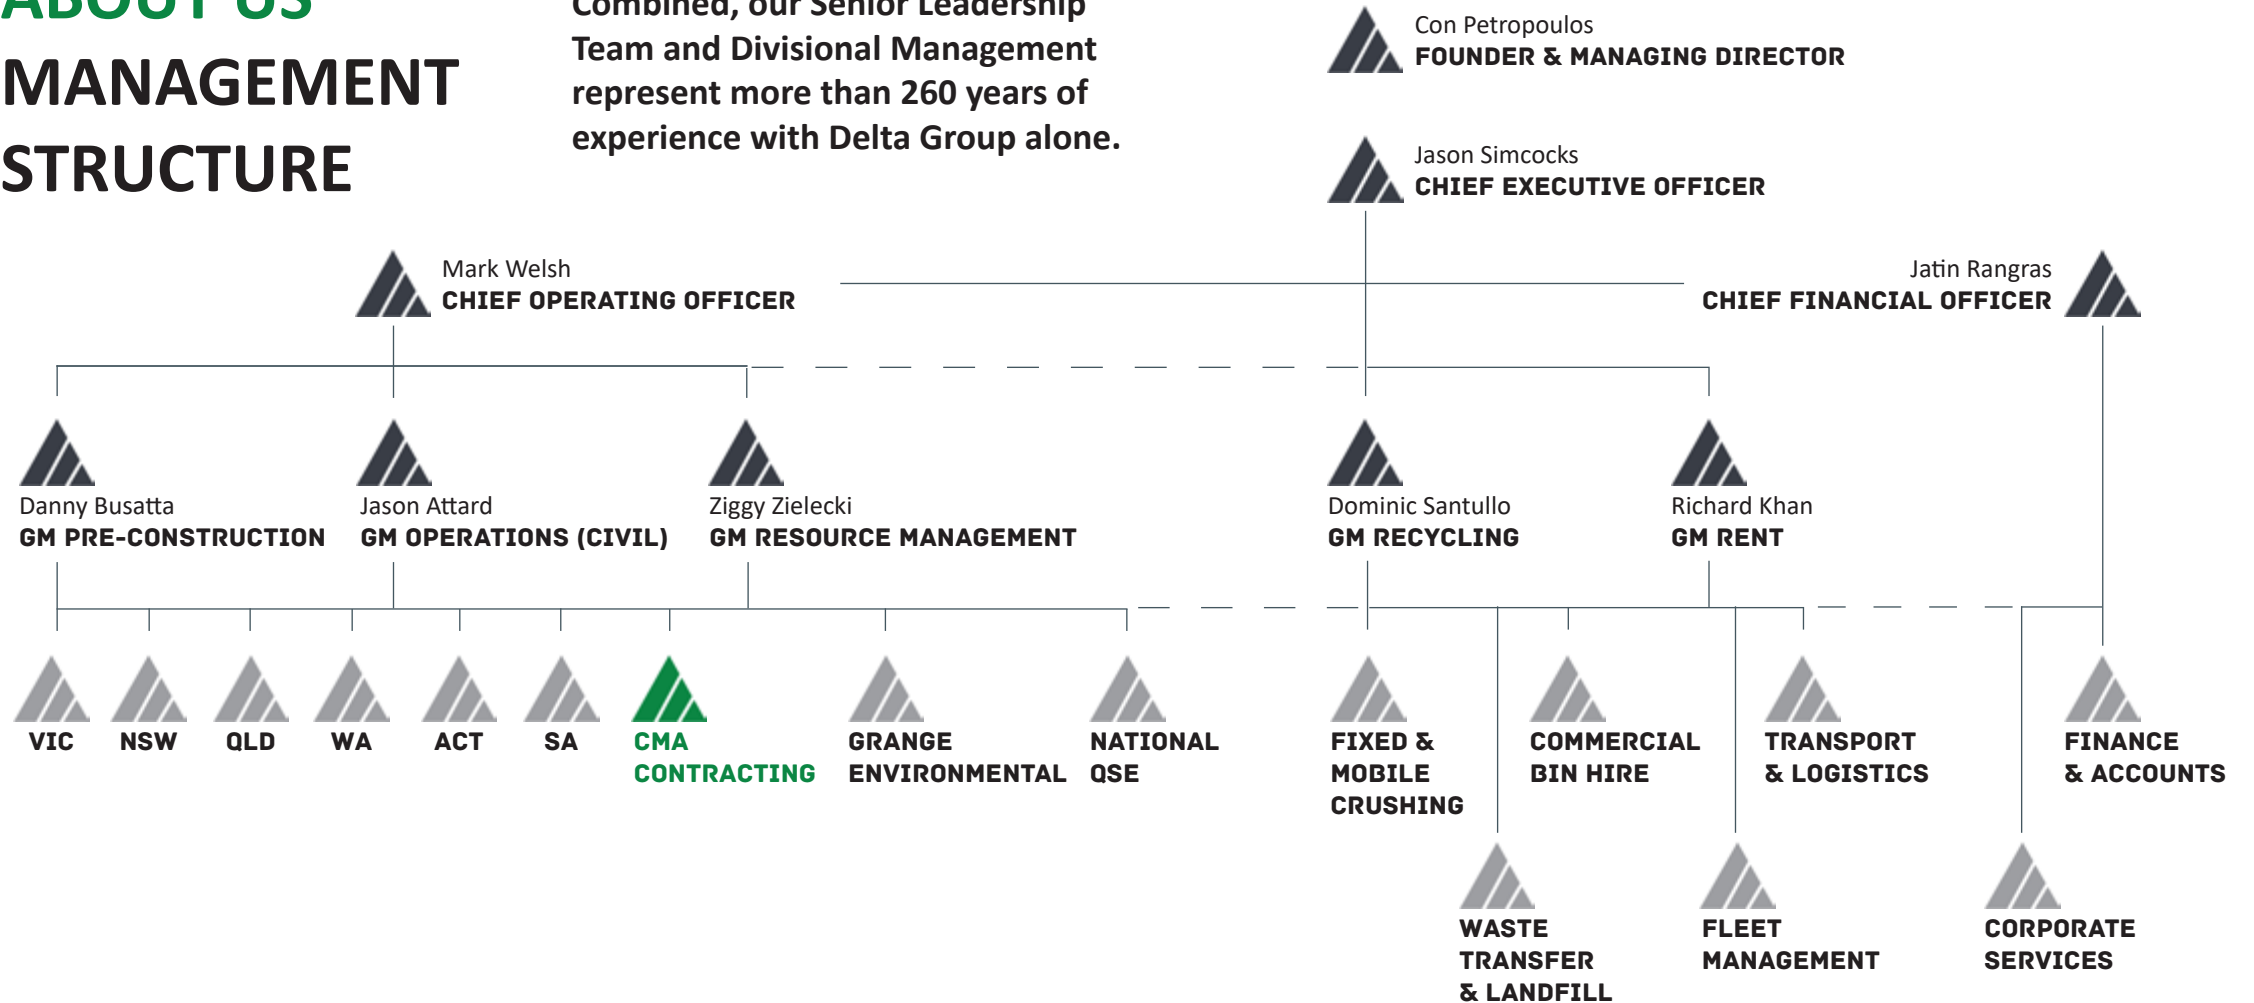 ABOUT US
MANAGEMENT
STRUCTURE
Combined, our Senior Leadership
Team and Divisional Management
represent more than 260 years of
experience with Delta Group alone.
Con Petropoulos
FOUNDER & MANAGING DIRECTOR
Jason Simcocks
CHIEF EXECUTIVE OFFICER
Mark Welsh
CHIEF OPERATING OFFICER
Jatin Rangras
CHIEF FINANCIAL OFFICER
Danny Busatta
GM PRE-CONSTRUCTION
Jason Attard
GM OPERATIONS (CIVIL)
Ziggy Zielecki
GM RESOURCE MANAGEMENT
Dominic Santullo
GM RECYCLING
Richard Khan
GM RENT
VIC
NSW
QLD
WA
ACT
SA
CMA
CONTRACTING
GRANGE
ENVIRONMENTAL
NATIONAL
QSE
FIXED &
MOBILE
CRUSHING
COMMERCIAL
BIN HIRE
TRANSPORT
& LOGISTICS
FINANCE
& ACCOUNTS
WASTE
TRANSFER
& LANDFILL
FLEET
MANAGEMENT
CORPORATE
SERVICES